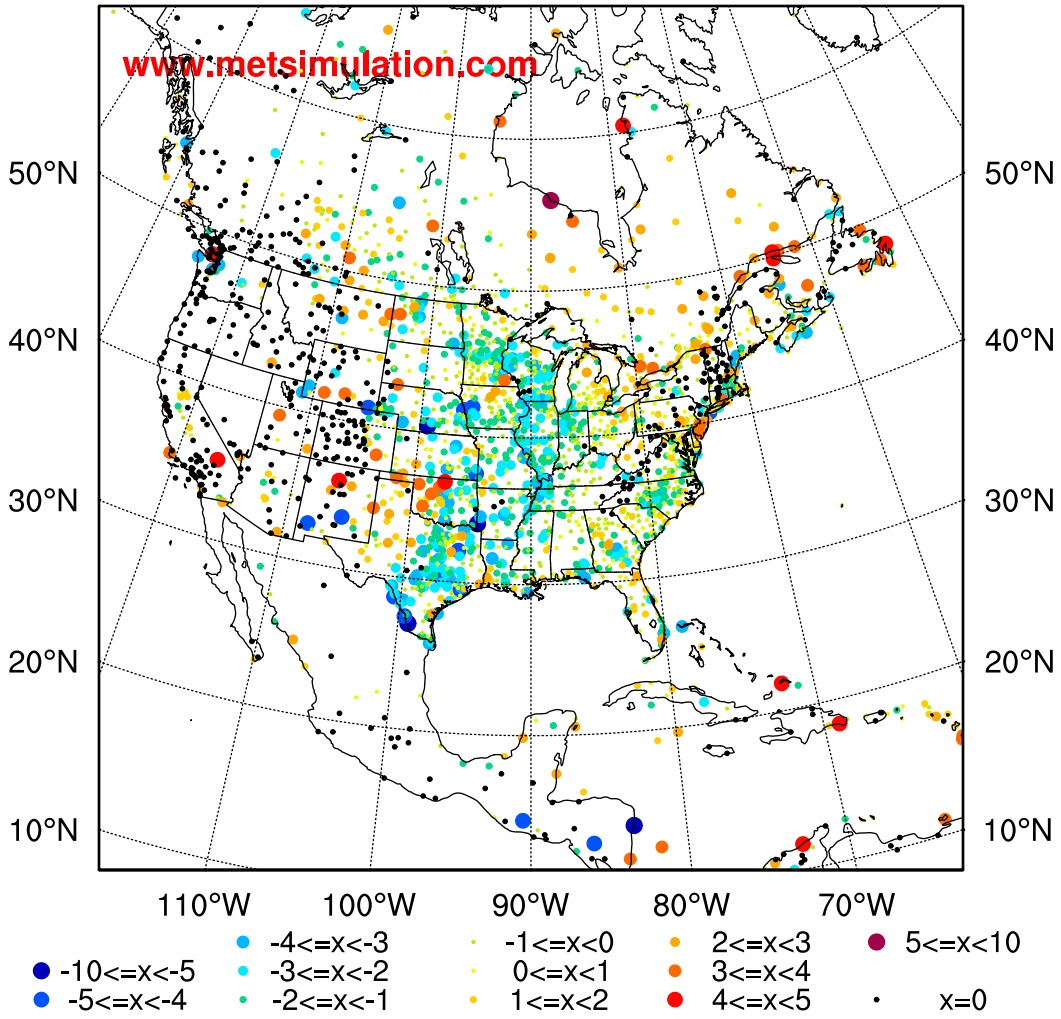 www.metsimulation.com
50°N 50°N
40°N 40°N
30°N 30°N
20°N 20°N
10°N 10°N
110°W 100°W 90°W 80°W 70°W
-4<=x<-3 -1<=x<0 2<=x<3 5<=x<10
-10<=x<-5 -3<=x<-2 0<=x<1 3<=x<4
-5<=x<-4 -2<=x<-1 1<=x<2 4<=x<5 x=0